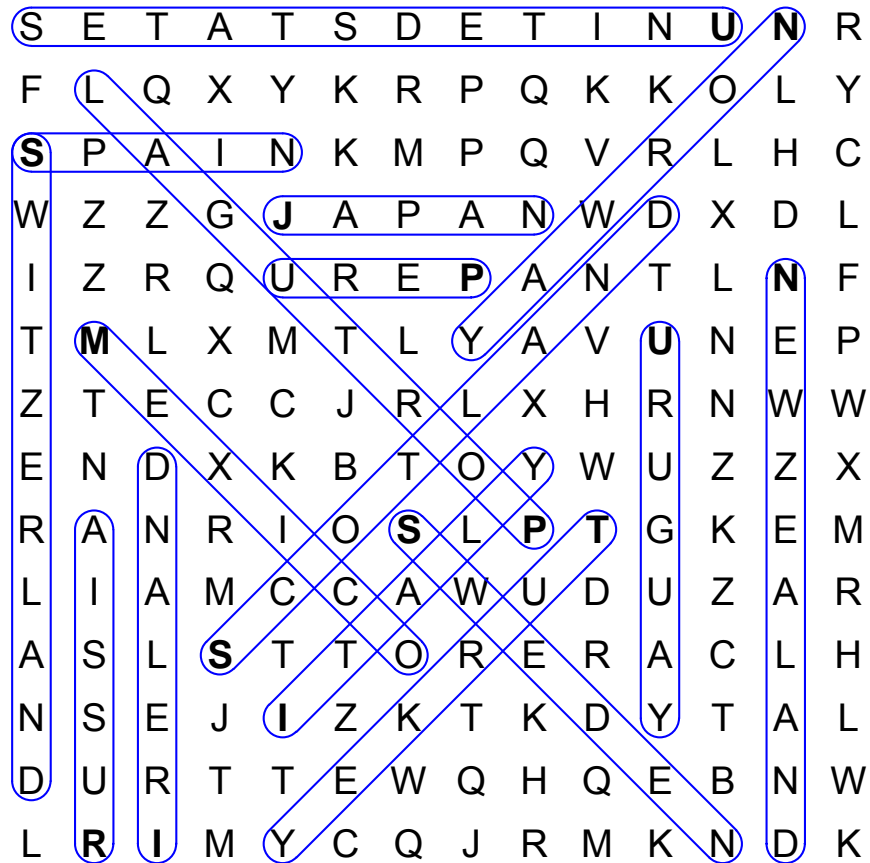 S E T A T S D E T I N U N R
F L Q X Y K R P Q K K O L Y
S P A I N K M P Q V R L H C
W Z Z G J A P A N W D X D L
I Z R Q U R E P A N T L N F
T M L X M T L Y A V U N E P
Z T E C C J R L X H R N W W
E N D X K B T O Y W U Z Z X
R A N R I O S L P T G K E M
L I A M C C A W U D U Z A R
A S L S T T O R E R A C L H
N S E J I Z K T K D Y T A L
D U R T T E W Q H Q E B N W
L R I M Y C Q J R M K N D K